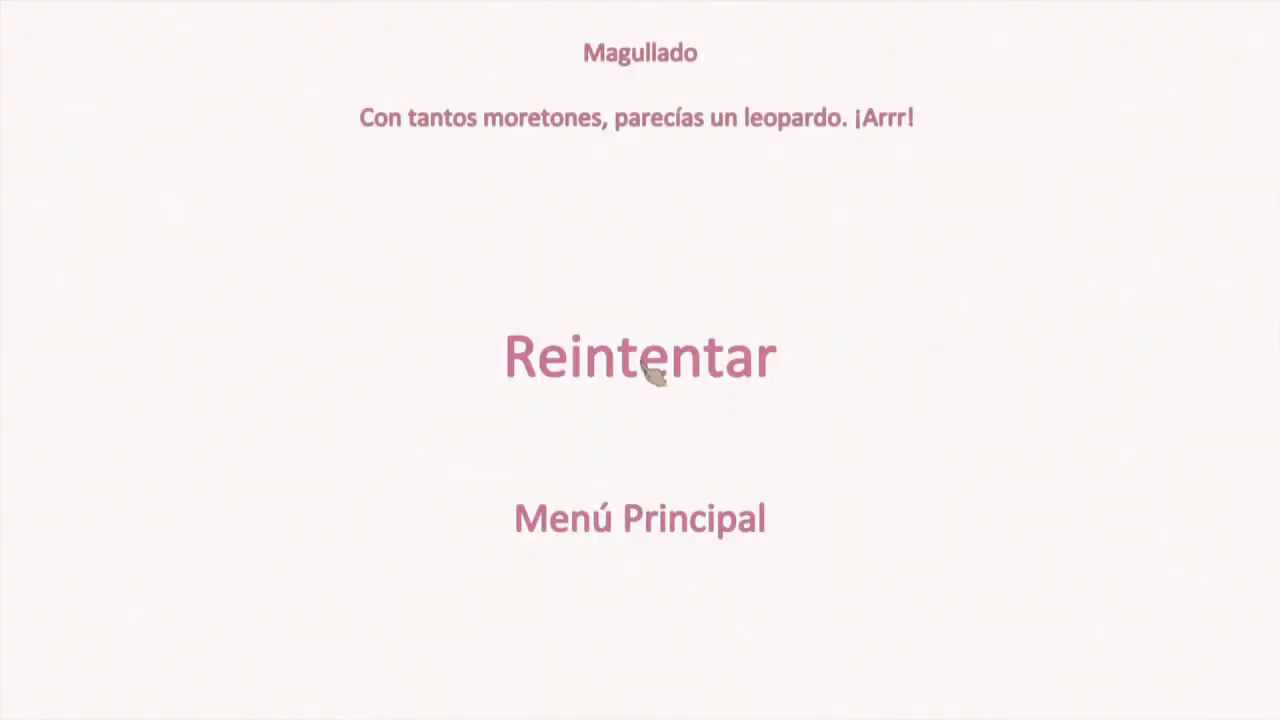 Magullado
Con tantos moretones, parecías un leopardo. ¡Arrr!
Reintentar
Menú Principal